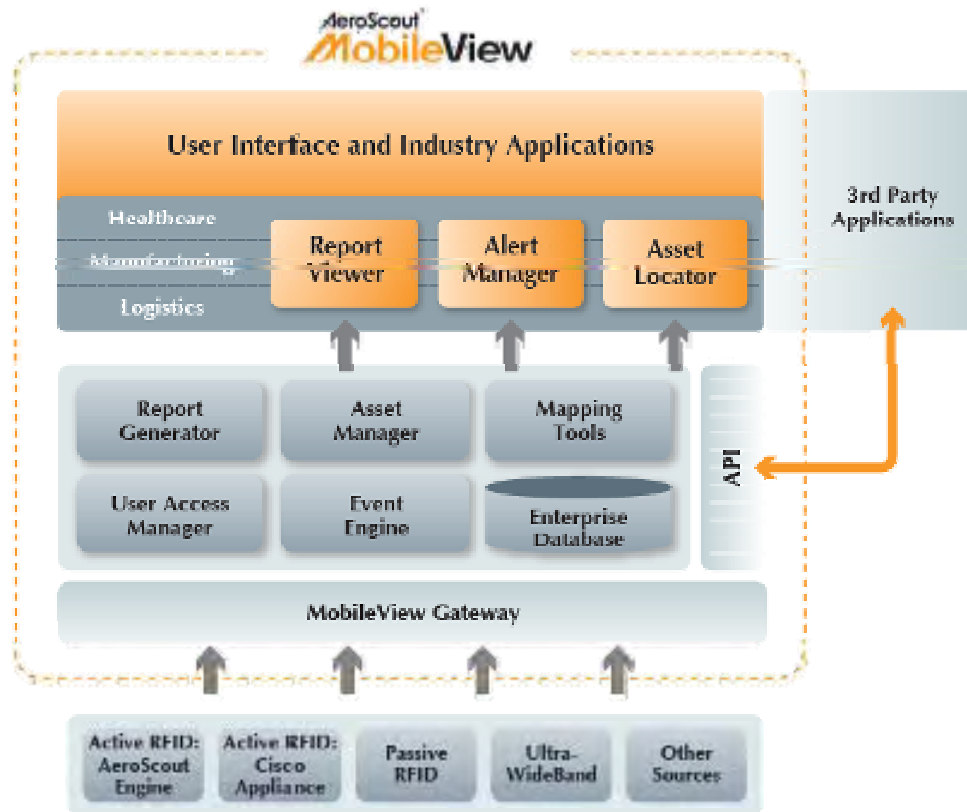 AeroScout
MobileView
User Interface and Industry Applications
3rd Party
Applications
Healthcare
Manufacturing
Logistics
Report
Viewer
Alert
Manager
Asset
Locator
Report
Generator
Asset
Manager
Mapping
Tools
User Access
Manager
Event
Engine
Enterprise
Database
API
MobileView Gateway
Active RFID:
AeroScout
Engine
Active RFID:
Cisco
Appliance
Passive
RFID
Ultra-
WideBand
Other
Sources